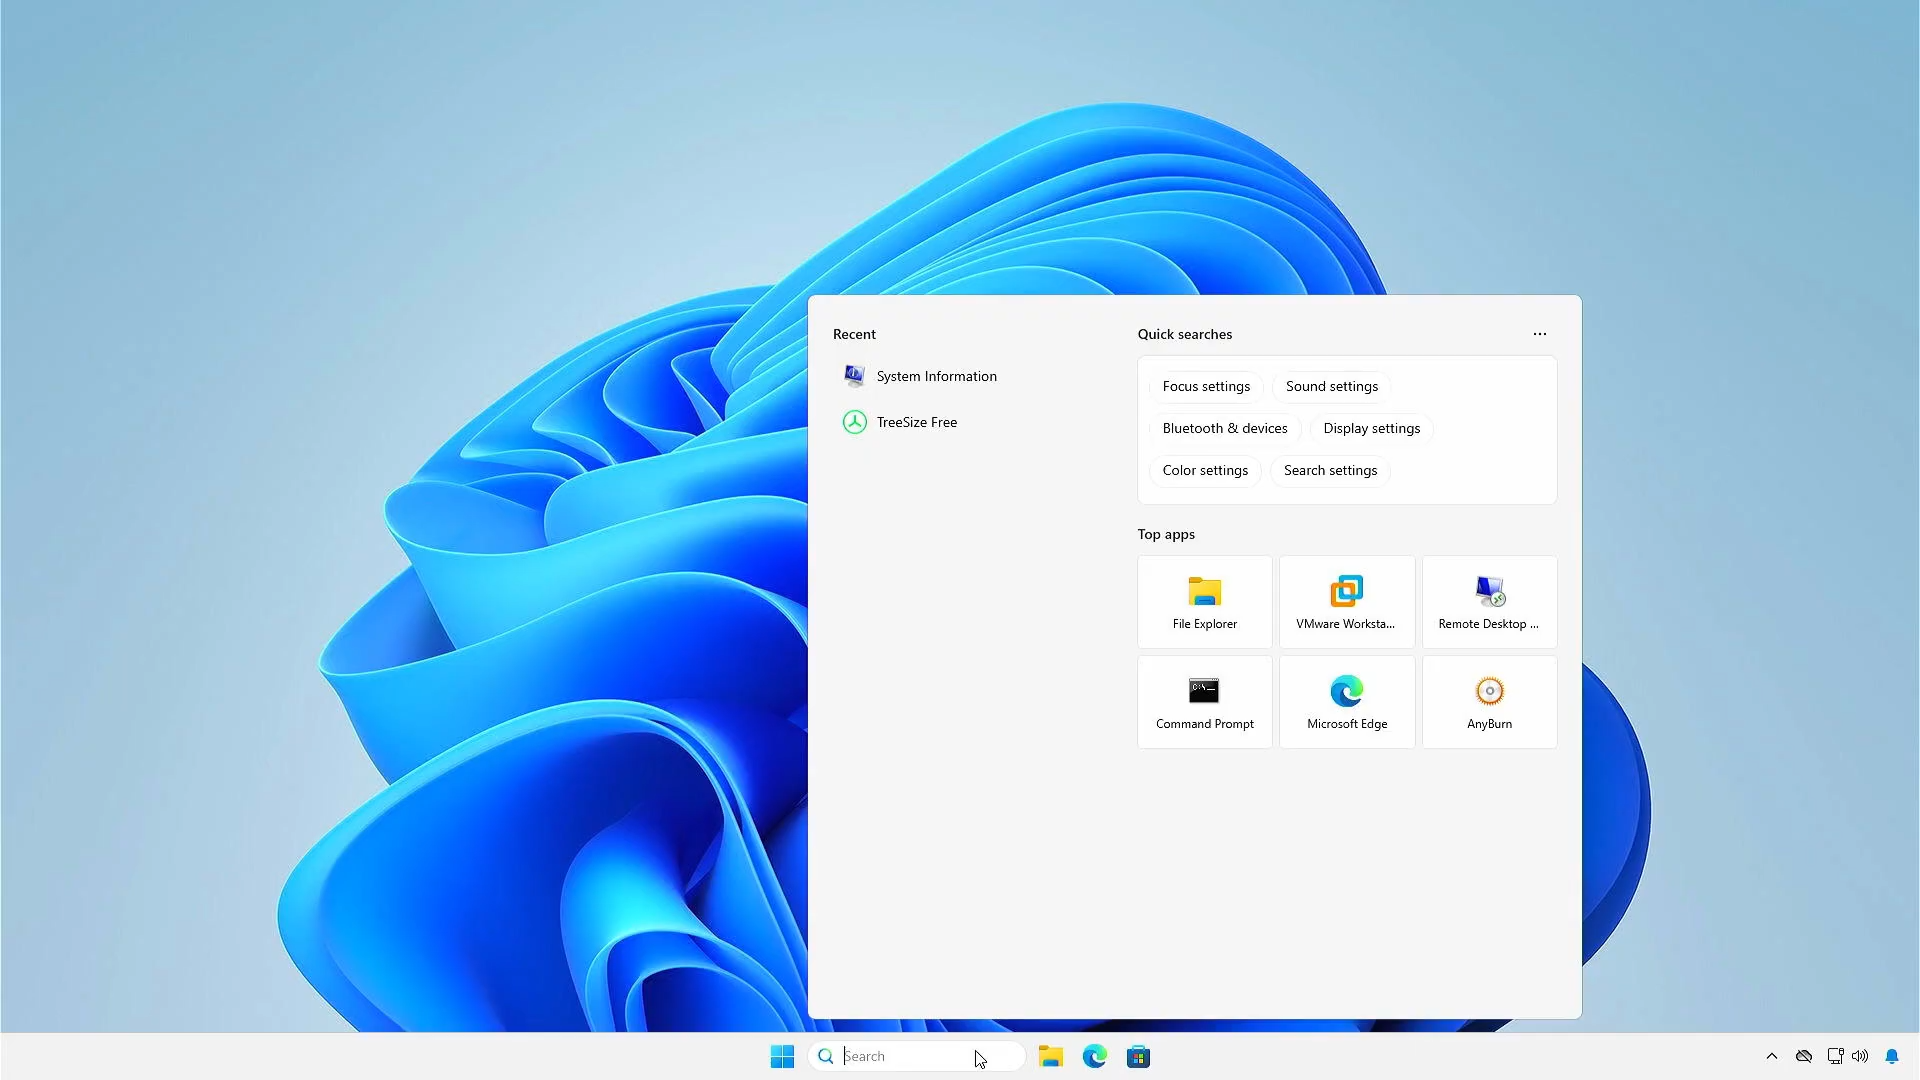 Recent
System Information
TreeSize Free
Quick searches
Focus settings
Sound settings
Bluetooth & devices
Display settings
Color settings
Search settings
Top apps
File Explorer
VMware Worksta...
Remote Desktop ...
C:\_
Command Prompt
Microsoft Edge
AnyBurn
Search